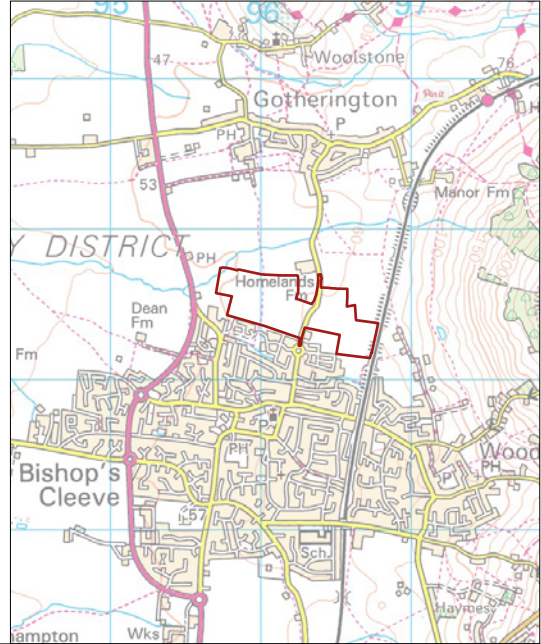 95
96
97
47
Woolstone
76
Gotherington
P
PH
53
Manor Fm
Y DISTRICT
PH
Homelands
Fm
Dean
Fm
Fm
PH
P
Bishop's
Cleeve
Wood
PH
P
57
Sch
Haymes
hampton
Wks